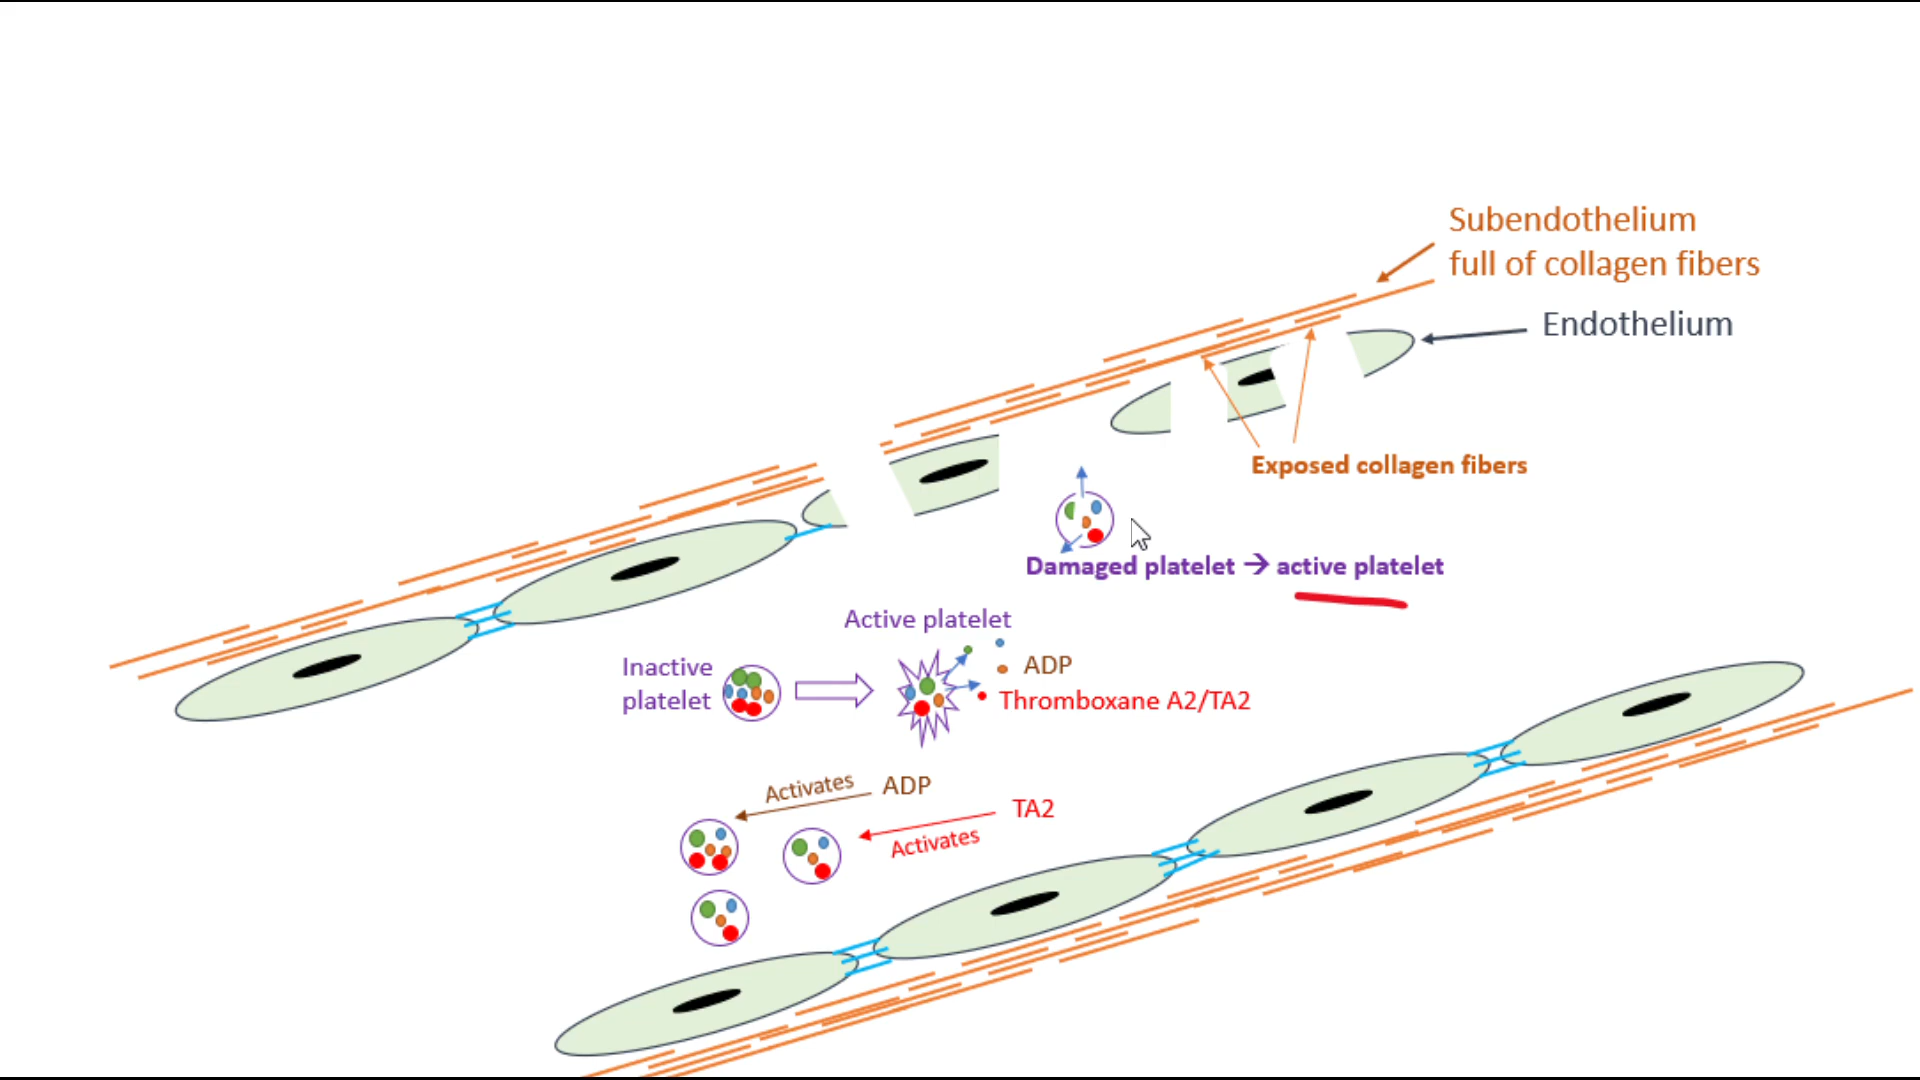 Subendothelium
full of collagen fibers
Endothelium
Exposed collagen fibers
Damaged platelet → active platelet
Active platelet
Inactive
platelet
ADP
Thromboxane A2/TA2
Activates ADP
TA2
Activates